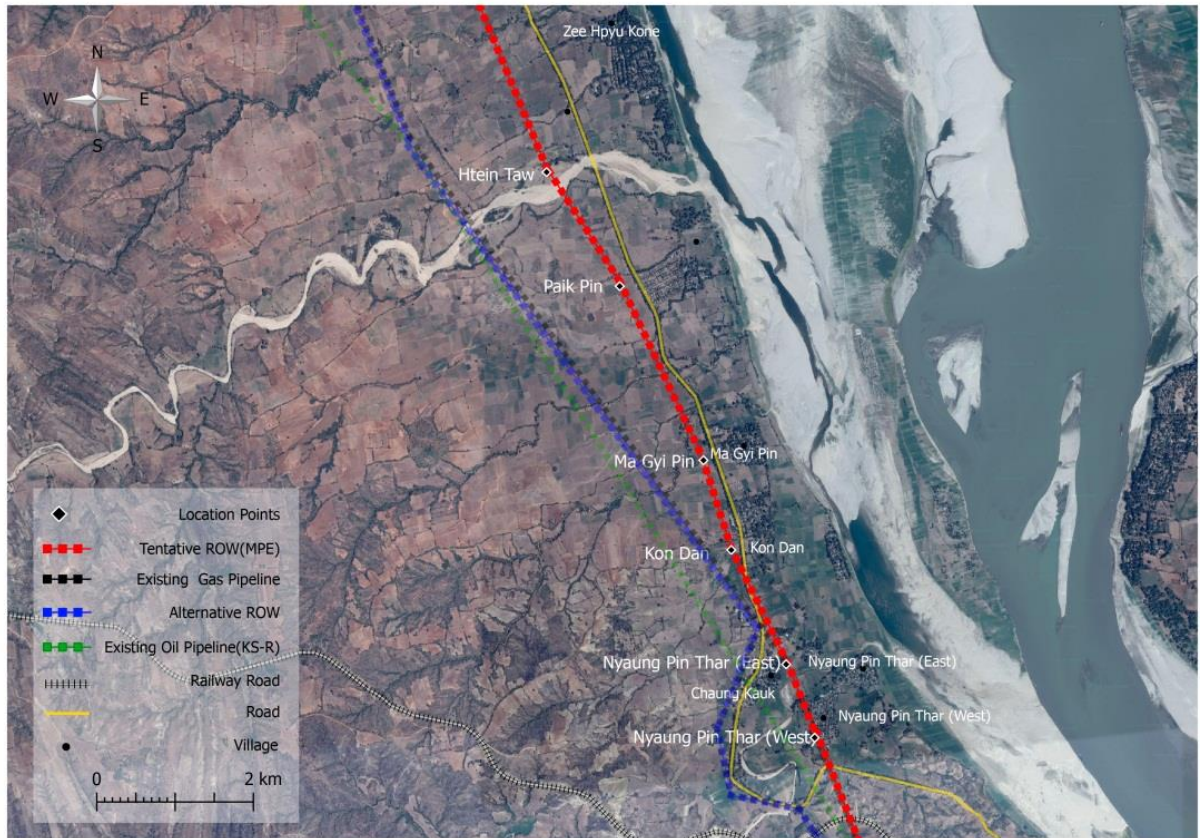 Zee Hpyu Kone
N
W E
S
Htein Taw
Paik Pin
Ma Gyi Pin Ma Gyi Pin
Kon Dan Kon Dan
Nyaung Pin Thar (East) Nyaung Pin Thar (East)
Chaung Kauk
Nyaung Pin Thar (West)
Nyaung Pin Thar (West
Location Points
Tentative ROW(MPE)
Existing Gas Pipeline
Alternative ROW
Existing Oil Pipeline(KS-R)
Railway Road
Road
Village
0 2 km